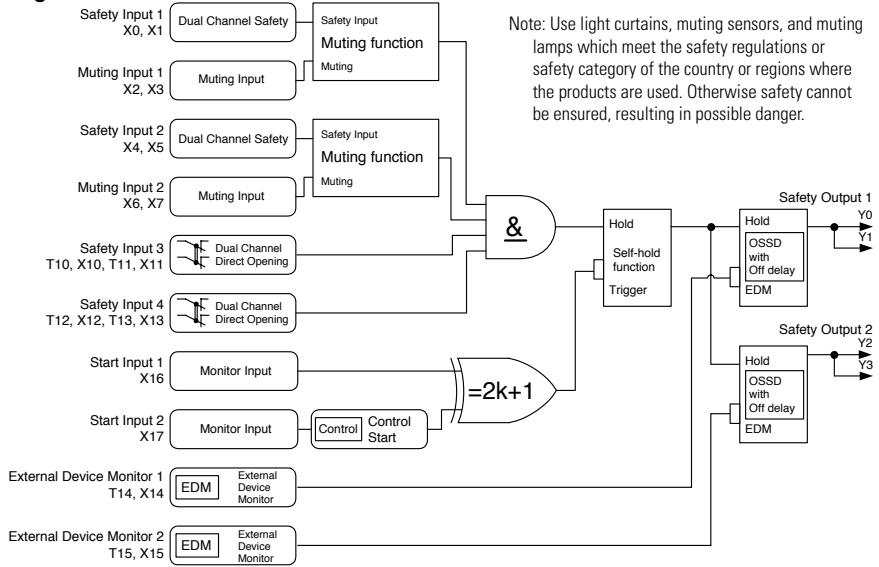 Safety Input 1
X0, X1
Dual Channel Safety
Safety Input
Muting function
Muting
Muting Input 1
X2, X3
Muting Input
Note: Use light curtains, muting sensors, and muting
lamps which meet the safety regulations or
safety category of the country or regions where
the products are used. Otherwise safety cannot
be ensured, resulting in possible danger.
Safety Input 2
X4, X5
Dual Channel Safety
Safety Input
Muting function
Muting
Muting Input 2
X6, X7
Muting Input
Safety Input 3
T10, X10, T11, X11
Dual Channel
Direct Opening
Safety Input 4
T12, X12, T13, X13
Dual Channel
Direct Opening
&
Hold
Self-hold
function
Trigger
Safety Output 1
Y0
Y1
Hold
OSSD
with
Off delay
EDM
Safety Output 2
Y2
Y3
Hold
OSSD
with
Off delay
EDM
Start Input 1
X16
Monitor Input
=2k+1
Start Input 2
X17
Monitor Input
Control
Control
Start
External Device Monitor 1
T14, X14
EDM
External
Device
Monitor
External Device Monitor 2
T15, X15
EDM
External
Device
Monitor